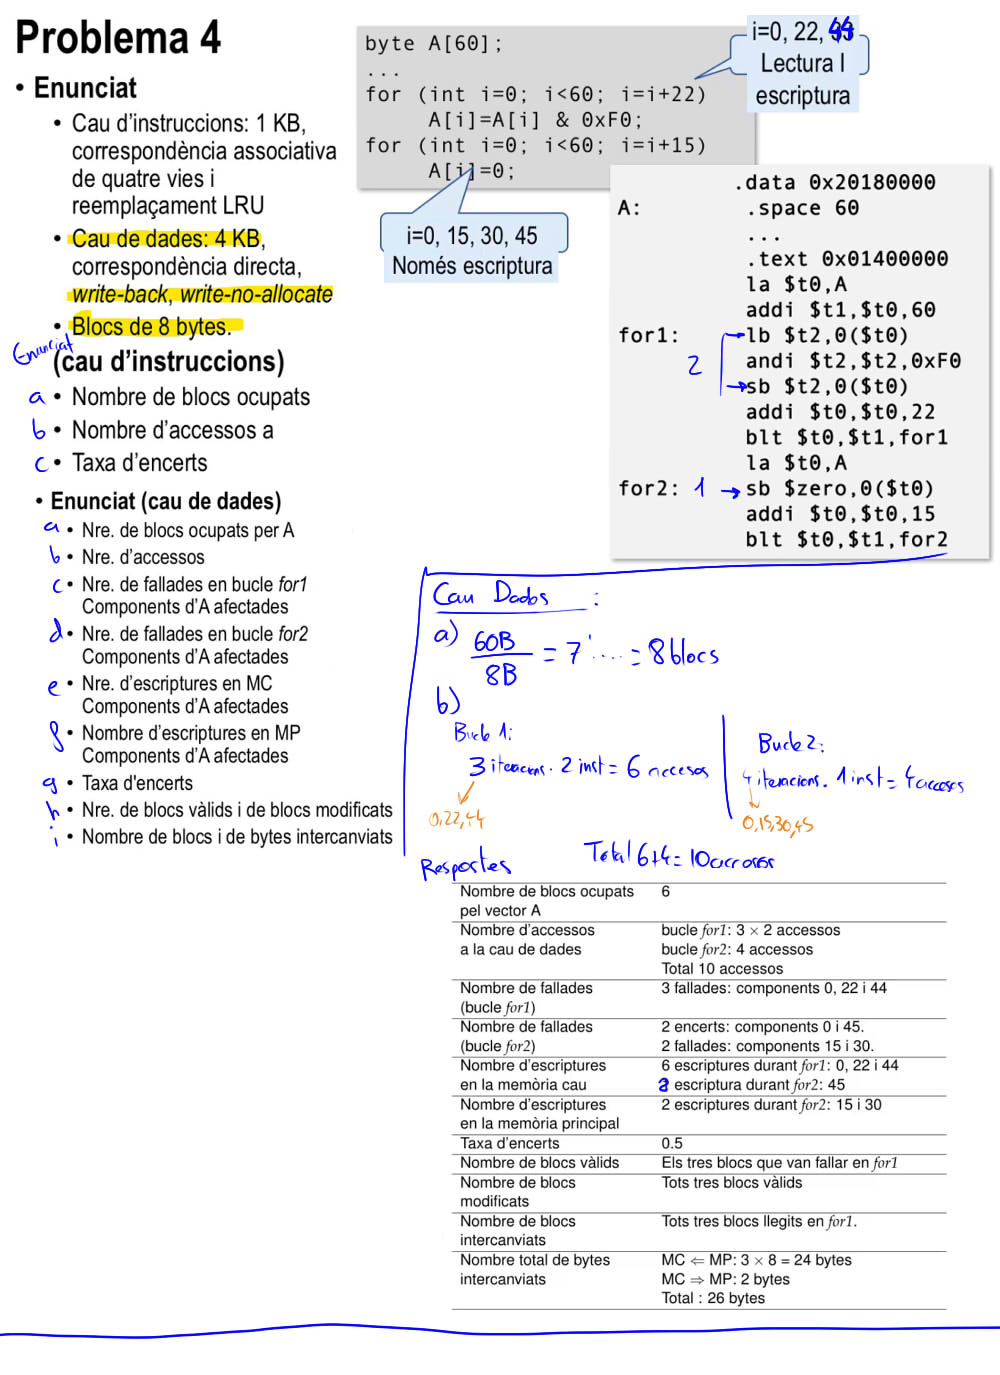 Problema 4
• Enunciat
• Cau d'instruccions: 1 KB,
correspondència associativa
de quatre vies i
reemplaçament LRU
• Cau de dades: 4 KB,
correspondència directa,
write-back, write-no-allocate
• Blocs de 8 bytes.
Enunciat
(cau d'instruccions)
a • Nombre de blocs ocupats
b • Nombre d'accessos a
c • Taxa d'encerts
• Enunciat (cau de dades)
a • Nre. de blocs ocupats per A
b • Nre. d'accessos
c • Nre. de fallades en bucle for1
Components d'A afectades
d • Nre. de fallades en bucle for2
Components d'A afectades
e • Nre. d'escriptures en MC
Components d'A afectades
f • Nombre d'escriptures en MP
Components d'A afectades
g • Taxa d'encerts
h • Nre. de blocs vàlids i de blocs modificats
i • Nombre de blocs i de bytes intercanviats
byte A[60];
...
for (int i=0; i<60; i=i+22)
A[i]=A[i] & 0xF0;
for (int i=0; i<60; i=i+15)
A[i]=0;
i=0, 22, 44
Lectura I
escriptura
i=0, 15, 30, 45
Només escriptura
.data 0x20180000
A: .space 60
...
.text 0x01400000
la $t0,A
addi $t1,$t0,60
for1: lb $t2,0($t0)
2 andi $t2,$t2,0xF0
sb $t2,0($t0)
addi $t0,$t0,22
blt $t0,$t1,for1
la $t0,A
for2: 1 → sb $zero,0($t0)
addi $t0,$t0,15
blt $t0,$t1,for2
Cau Dades :
a) 60B / 8B = 7'... = 8 blocs
b)
Bucle 1:
3 iteracions . 2 inst = 6 accesos
0,22,44
Bucle 2:
4 iteracions . 1 inst = 4 accesos
0,15,30,45
Total 6+4 = 10 accesos
Respostes
Nombre de blocs ocupats 6
pel vector A
Nombre d'accessos bucle for1: 3 × 2 accessos
a la cau de dades bucle for2: 4 accessos
Total 10 accessos
Nombre de fallades 3 fallades: components 0, 22 i 44
(bucle for1)
Nombre de fallades 2 encerts: components 0 i 45.
(bucle for2) 2 fallades: components 15 i 30.
Nombre d'escriptures 6 escriptures durant for1: 0, 22 i 44
en la memòria cau 2 escriptura durant for2: 45
Nombre d'escriptures 2 escriptures durant for2: 15 i 30
en la memòria principal
Taxa d'encerts 0.5
Nombre de blocs vàlids Els tres blocs que van fallar en for1
Nombre de blocs Tots tres blocs vàlids
modificats
Nombre de blocs Tots tres blocs llegits en for1.
intercanviats
Nombre total de bytes MC ⇐ MP: 3 × 8 = 24 bytes
intercanviats MC ⇒ MP: 2 bytes
Total : 26 bytes